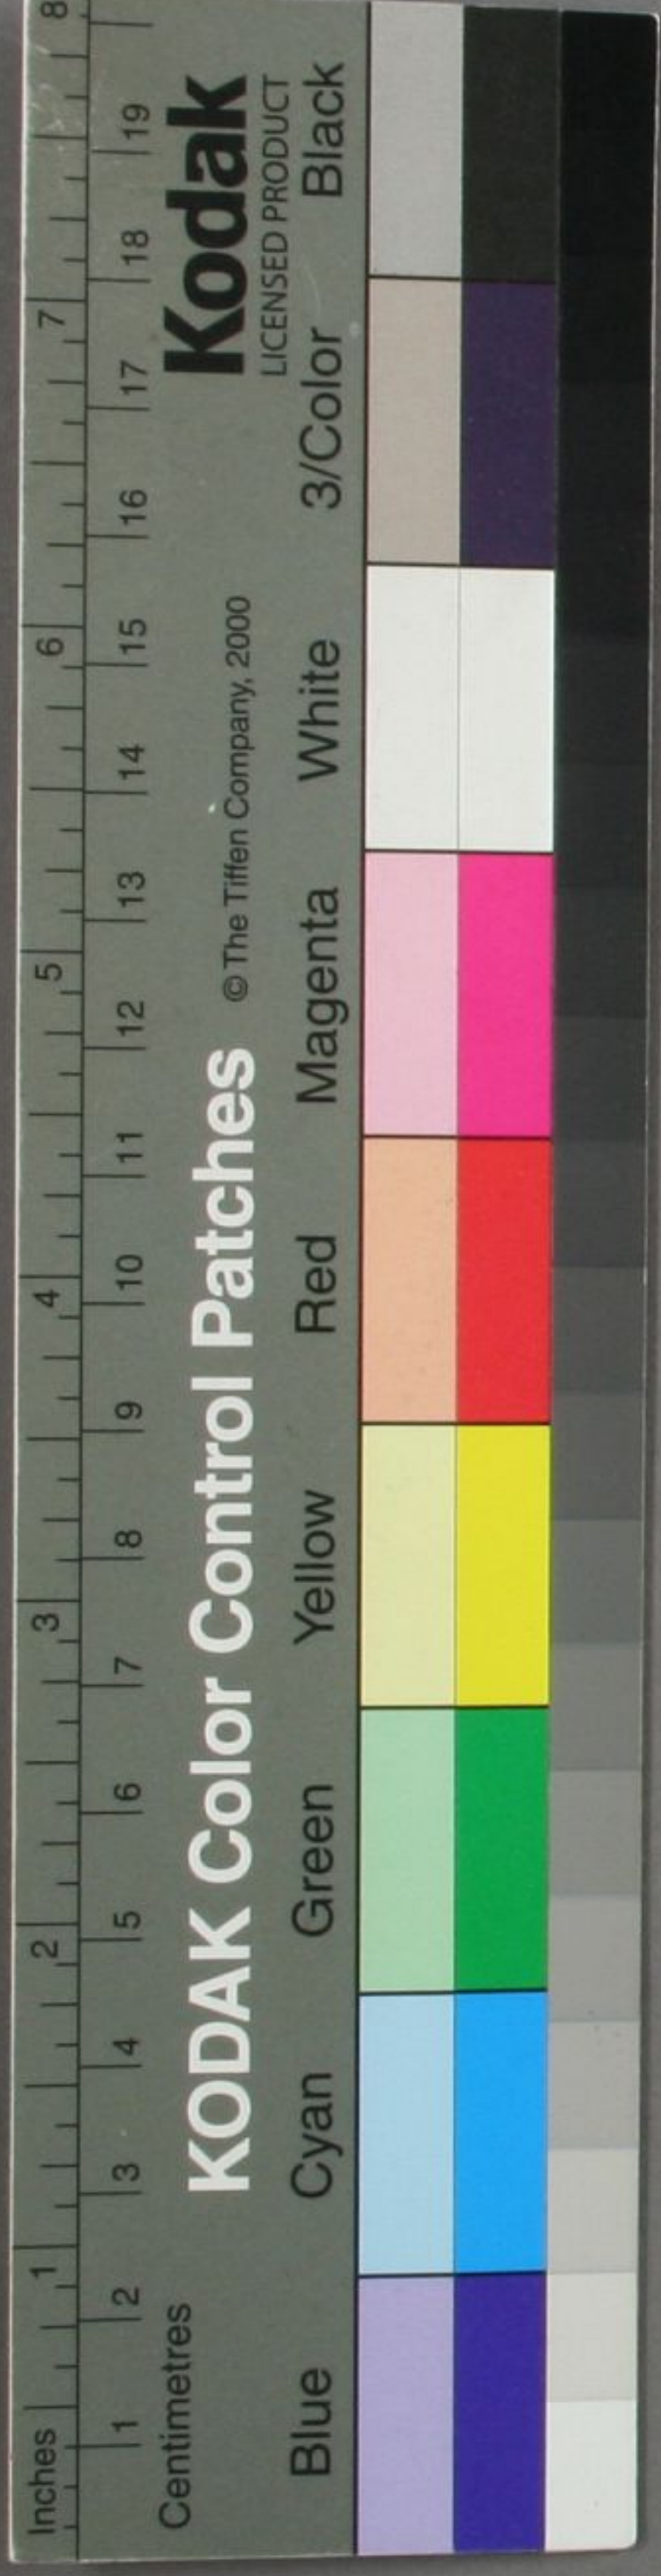 Inches 1 2 3 4 5 6 7 8
1 2 3 4 5 6 7 8 9 10 11 12 13 14 15 16 17 18 19
Centimetres
KODAK Color Control Patches
© The Tiffen Company, 2000
Kodak
LICENSED PRODUCT
Blue Cyan Green Yellow Red Magenta White 3/Color Black